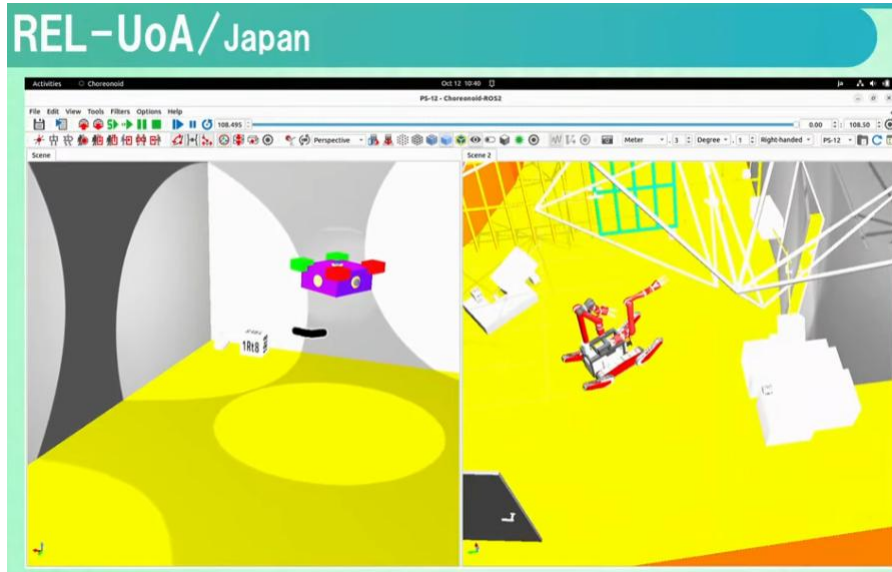 REL-UoA/Japan
Activities Choreonoid Oct 12 10:40 ja
PS-12 - Choreonoid-ROS2
File Edit View Tools Filters Options Help
108.495 0.00 : 108.50
Perspective Meter . 3 Degree . 1 Right-handed PS-12
Scene Scene 2
1Rt8